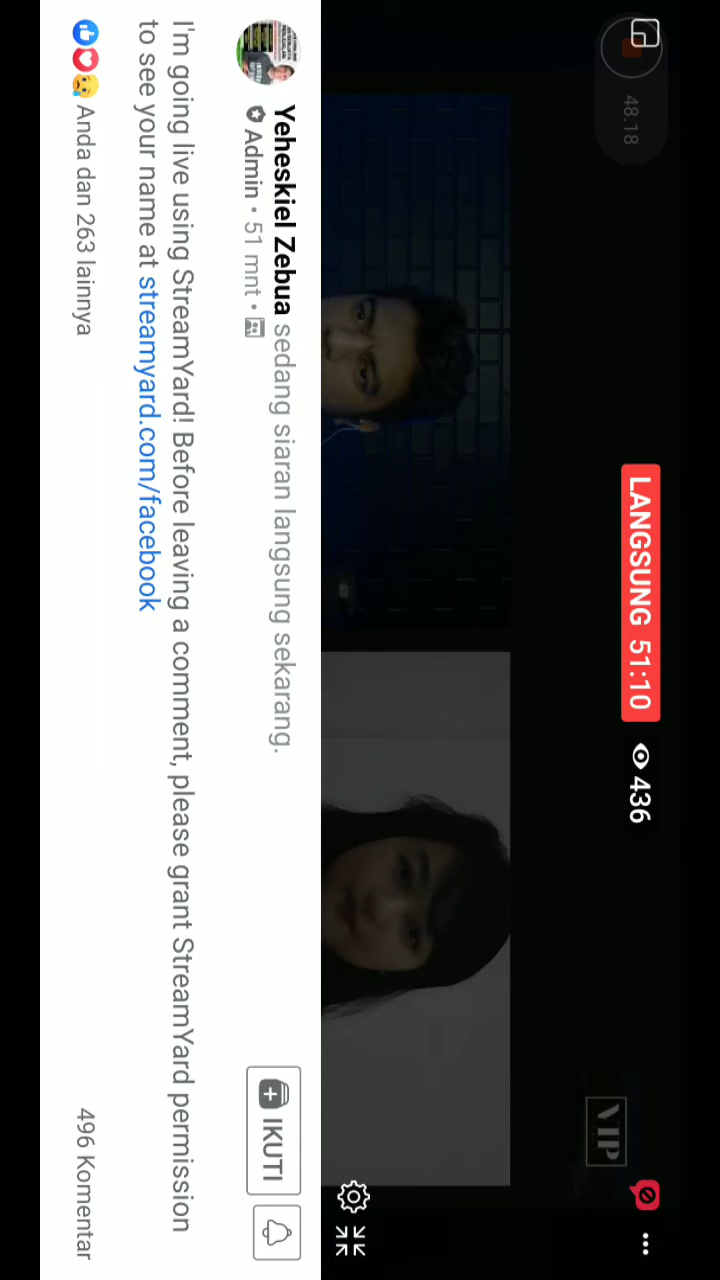 48.18
LANGSUNG 51:10 436
VIP
Yeheskiel Zebua sedang siaran langsung sekarang.
Admin • 51 mnt •
IKUTI
I'm going live using StreamYard! Before leaving a comment, please grant StreamYard permission
to see your name at streamyard.com/facebook
Anda dan 263 lainnya
496 Komentar